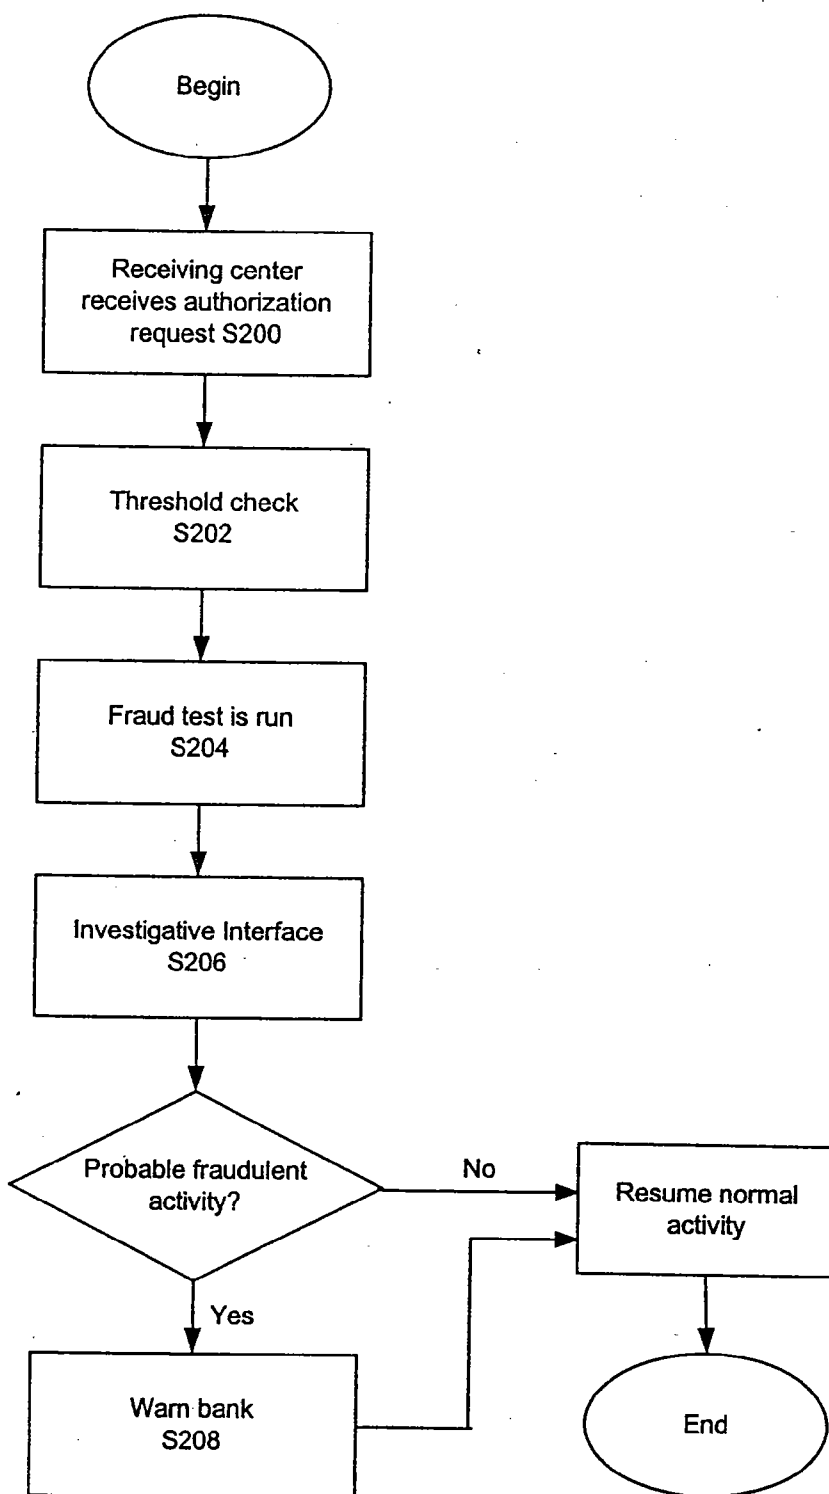 Begin
Receiving center
receives authorization
request S200
Threshold check
S202
Fraud test is run
S204
Investigative Interface
S206
Probable fraudulent
activity?
No
Resume normal
activity
Yes
Warn bank
S208
End